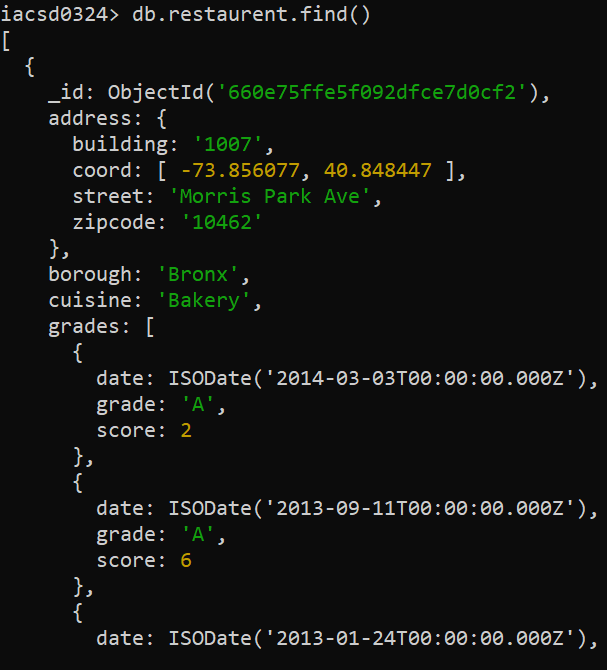 iacsd0324> db.restaurent.find()
[
  {
    _id: ObjectId('660e75ffe5f092dfce7d0cf2'),
    address: {
      building: '1007',
      coord: [ -73.856077, 40.848447 ],
      street: 'Morris Park Ave',
      zipcode: '10462'
    },
    borough: 'Bronx',
    cuisine: 'Bakery',
    grades: [
      {
        date: ISODate('2014-03-03T00:00:00.000Z'),
        grade: 'A',
        score: 2
      },
      {
        date: ISODate('2013-09-11T00:00:00.000Z'),
        grade: 'A',
        score: 6
      },
      {
        date: ISODate('2013-01-24T00:00:00.000Z'),